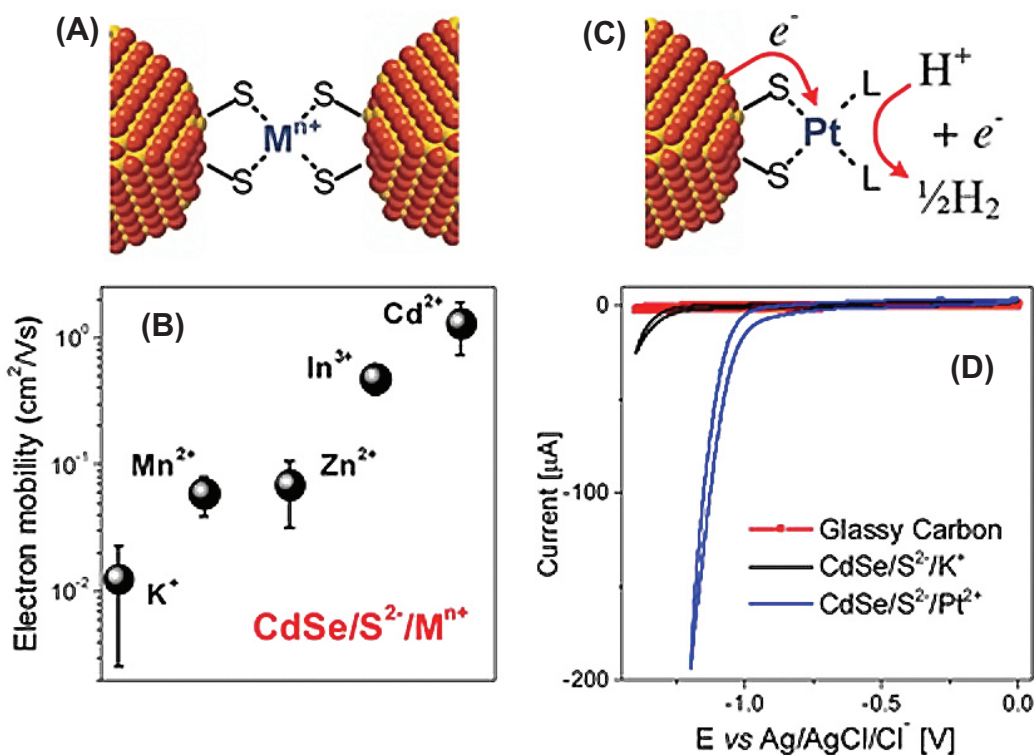 (A)
S
S
Mⁿ⁺
S
S
(C)
e⁻
S
L
H⁺
Pt
+ e⁻
S
L
½H₂
(B)
Electron mobility (cm²/Vs)
10⁰
10⁻¹
10⁻²
Cd²⁺
In³⁺
Mn²⁺
Zn²⁺
K⁺
CdSe/S²⁻/Mⁿ⁺
(D)
Current [µA]
0
-100
-200
Glassy Carbon
CdSe/S²⁻/K⁺
CdSe/S²⁻/Pt²⁺
-1.0
-0.5
0.0
E vs Ag/AgCl/Cl⁻ [V]